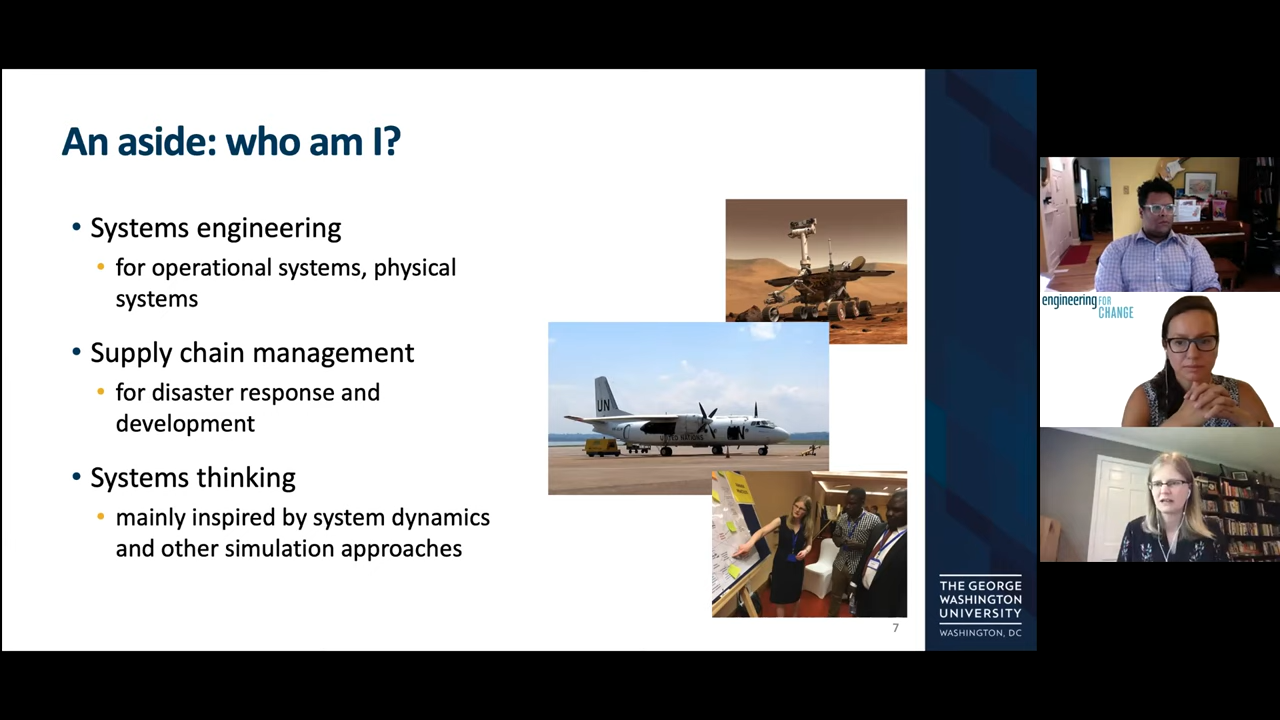 An aside: who am I?
• Systems engineering
• for operational systems, physical
systems
• Supply chain management
• for disaster response and
development
• Systems thinking
• mainly inspired by system dynamics
and other simulation approaches
UN
UNITED NATIONS
UN
7
THE GEORGE
WASHINGTON
UNIVERSITY
WASHINGTON, DC
engineering FOR
CHANGE